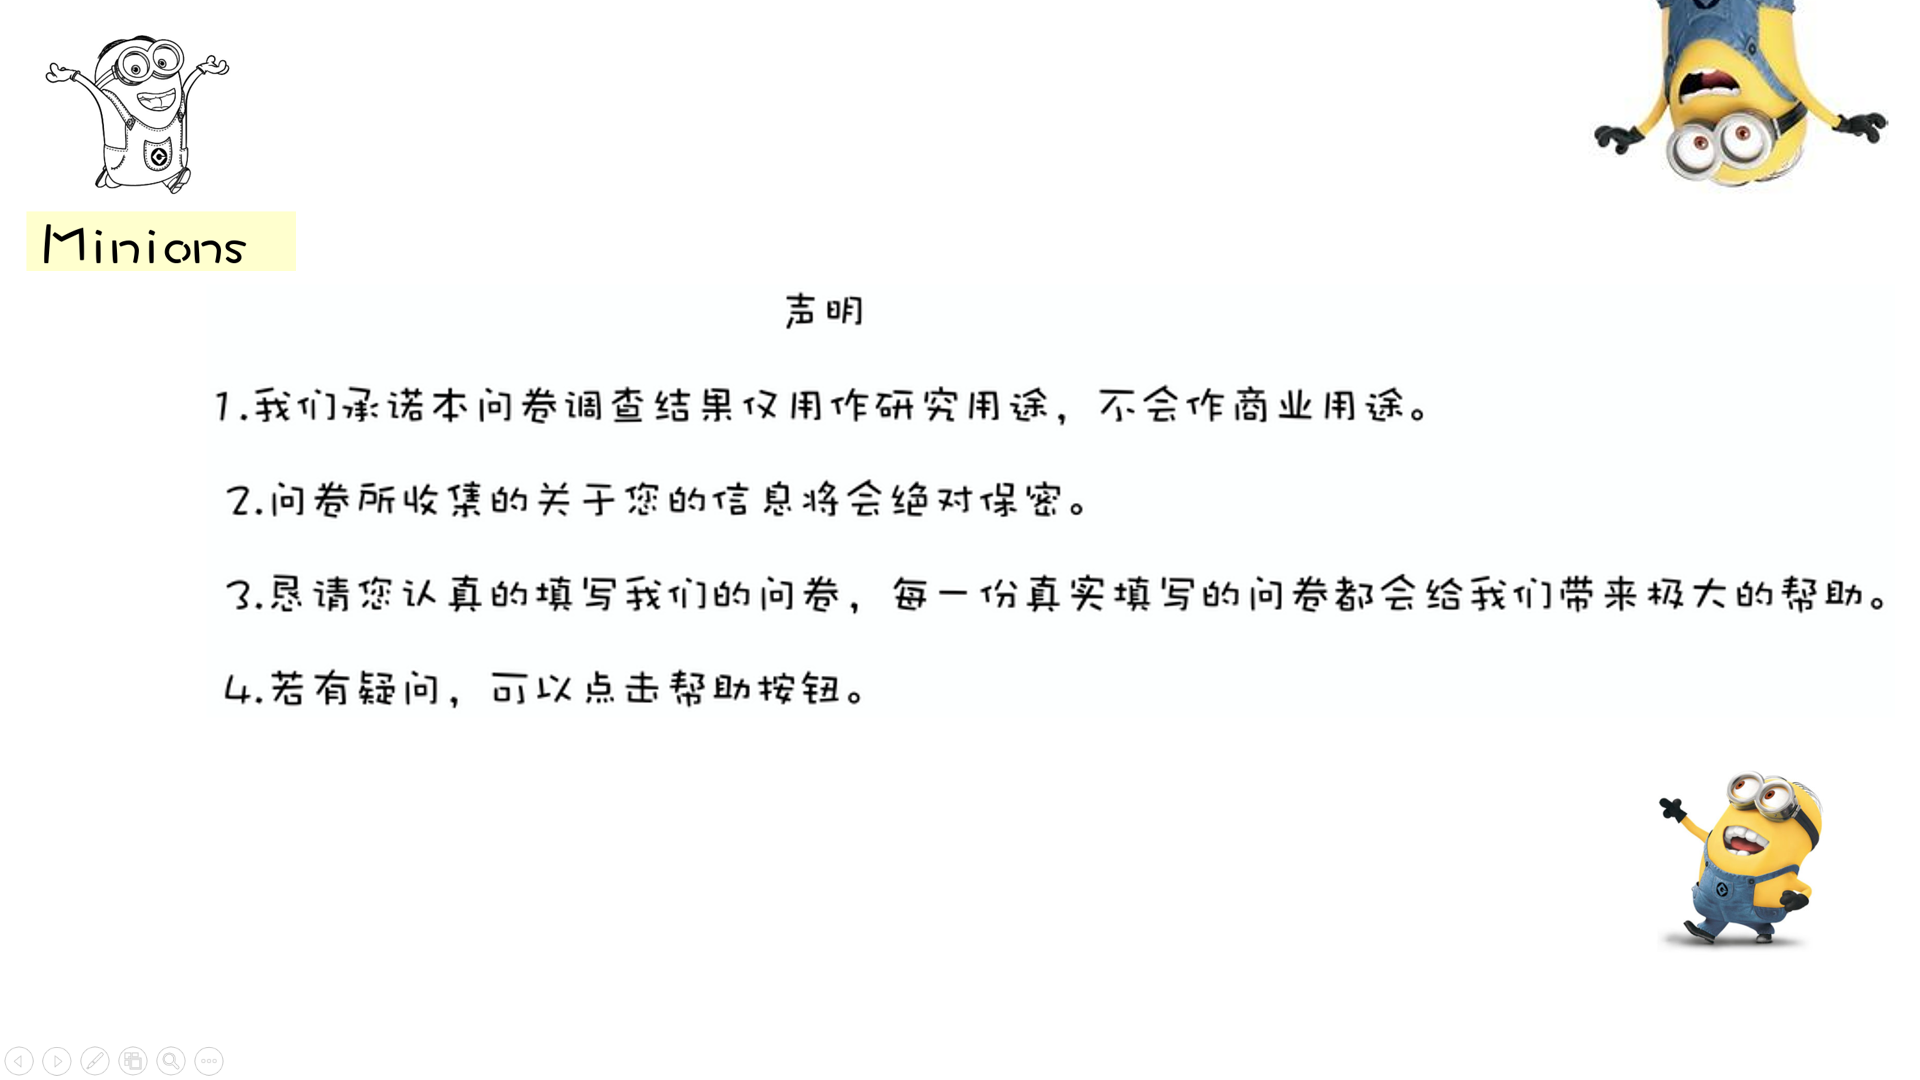 Minions
声明
1.我们承诺本问卷调查结果仅用作研究用途，不会作商业用途。
2.问卷所收集的关于您的信息将会绝对保密。
3.恳请您认真的填写我们的问卷，每一份真实填写的问卷都会给我们带来极大的帮助。
4.若有疑问，可以点击帮助按钮。